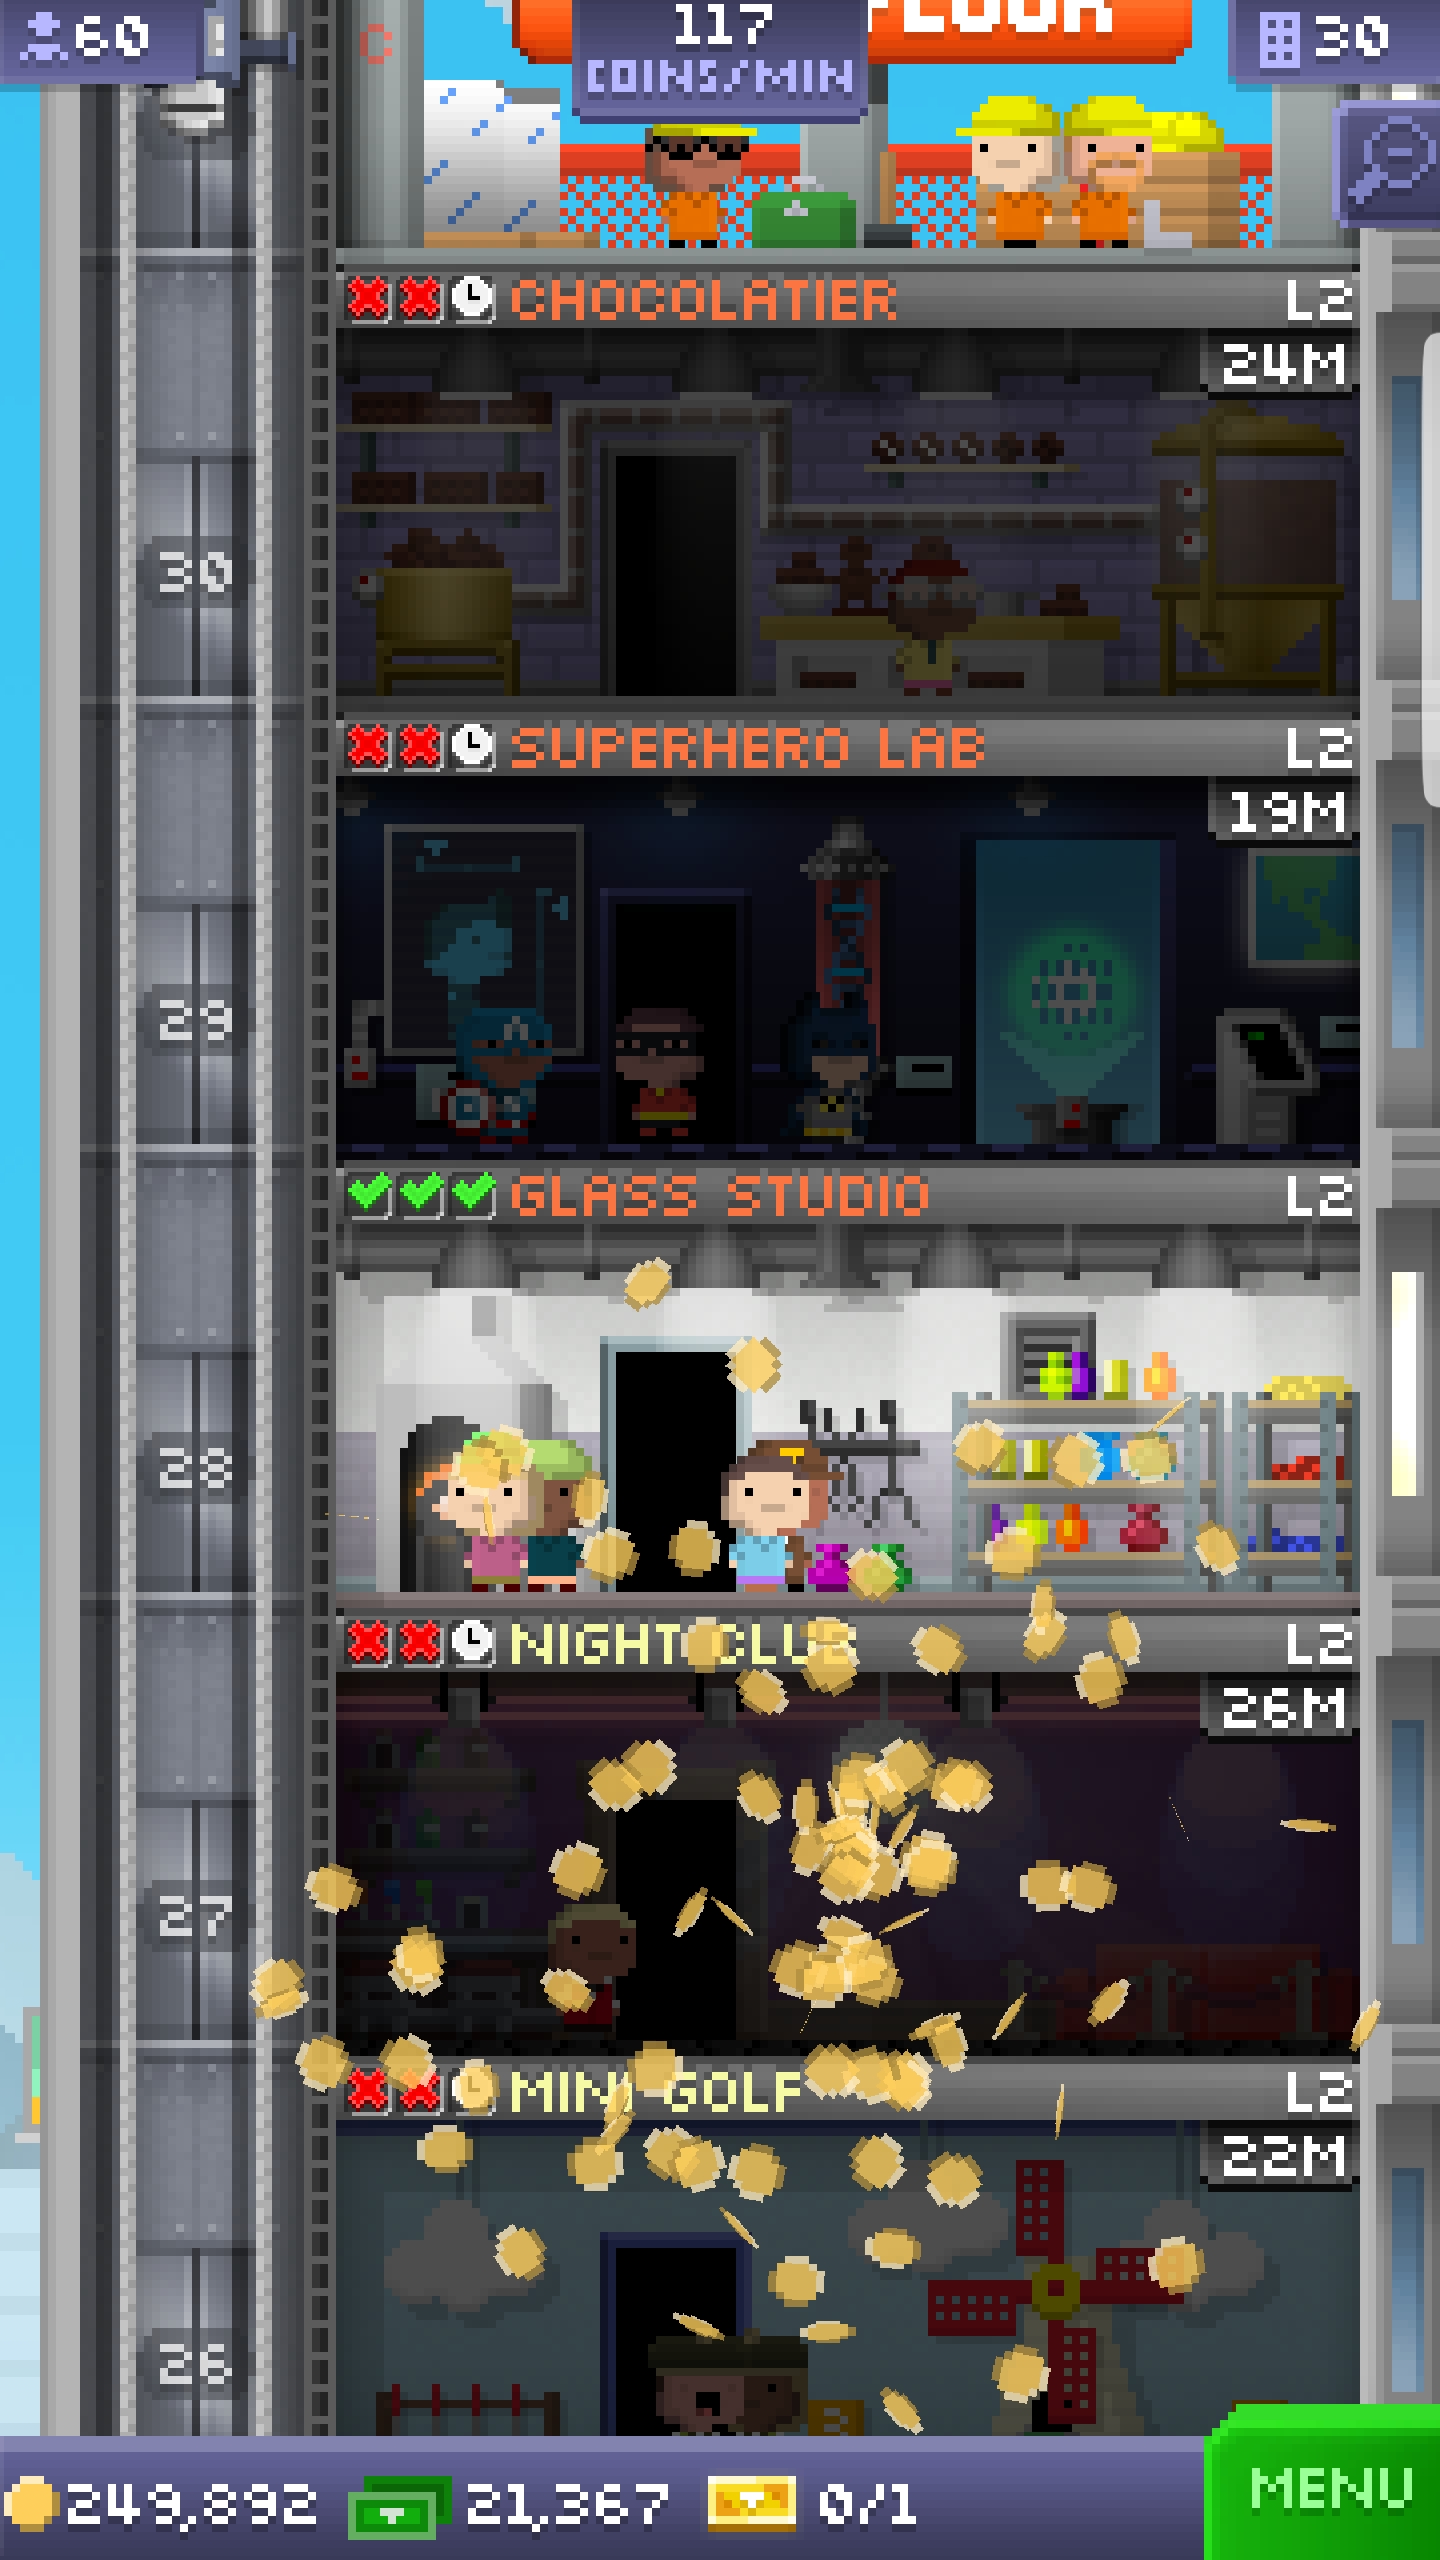 60
117
COINS/MIN
30
CHOCOLATIER L2
24M
30
SUPERHERO LAB L2
19M
29
GLASS STUDIO L2
28
NIGHT CLUB L2
26M
27
MINI GOLF L2
22M
26
249,892 21,367 0/1 MENU